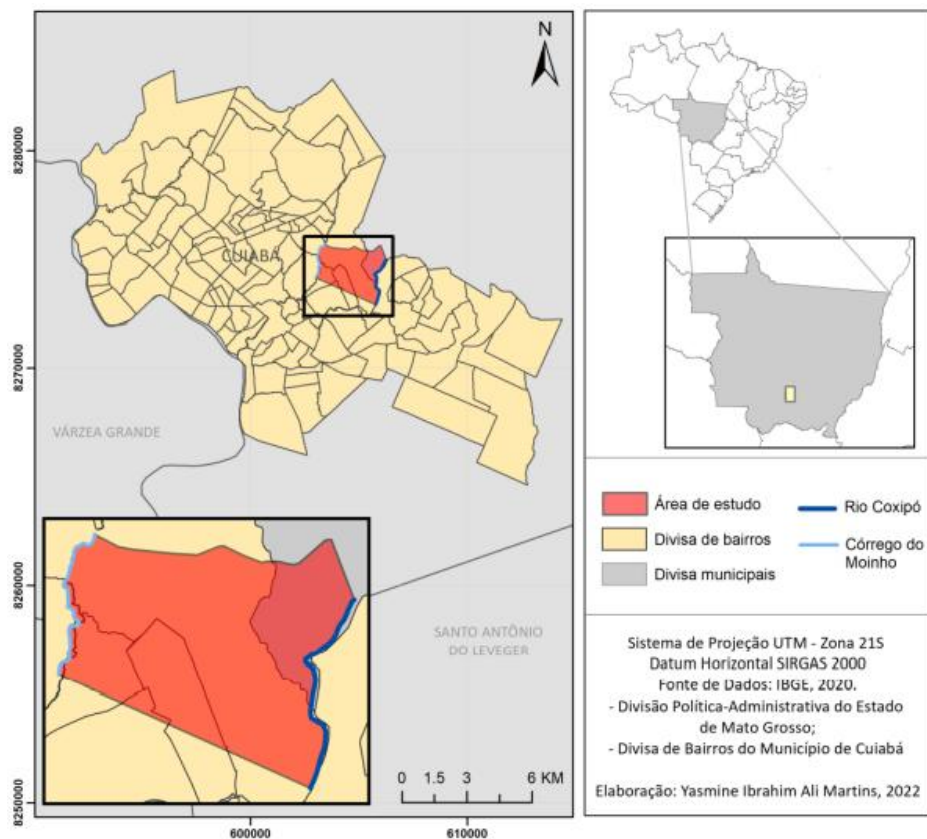 N
8280000
8270000
8260000
8250000
CUIABÁ
VÁRZEA GRANDE
SANTO ANTÔNIO
DO LEVEGER
0 1.5 3 6 KM
600000 610000
Área de estudo
Divisa de bairros
Divisa municipais
Rio Coxipó
Córrego do
Moinho
Sistema de Projeção UTM - Zona 21S
Datum Horizontal SIRGAS 2000
Fonte de Dados: IBGE, 2020.
- Divisão Política-Administrativa do Estado
de Mato Grosso;
- Divisa de Bairros do Município de Cuiabá
Elaboração: Yasmine Ibrahim Ali Martins, 2022